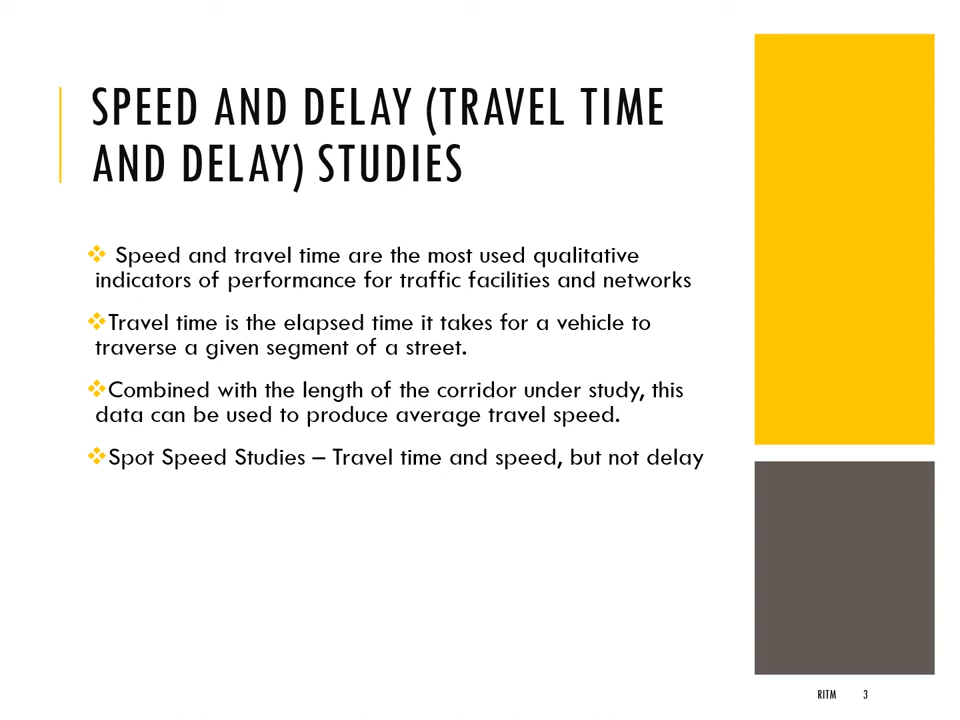 SPEED AND DELAY (TRAVEL TIME
AND DELAY) STUDIES
❖ Speed and travel time are the most used qualitative
indicators of performance for traffic facilities and networks
❖Travel time is the elapsed time it takes for a vehicle to
traverse a given segment of a street.
❖Combined with the length of the corridor under study, this
data can be used to produce average travel speed.
❖Spot Speed Studies – Travel time and speed, but not delay
RITM 3